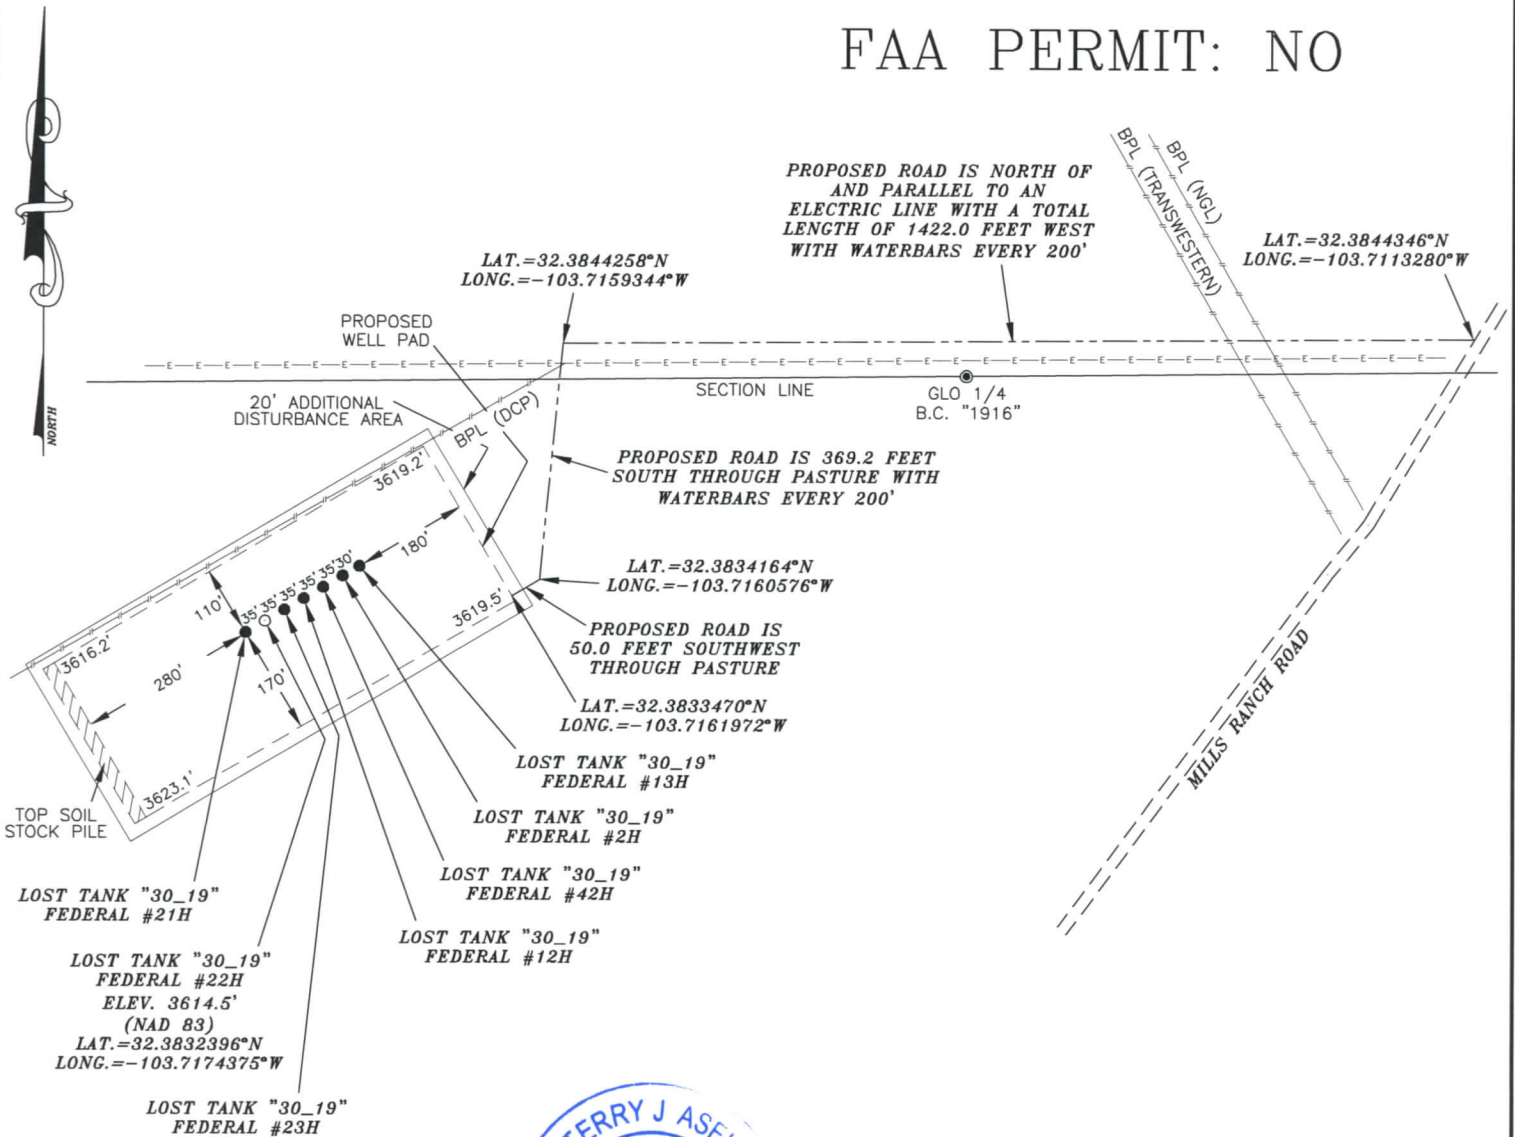 FAA PERMIT: NO
NORTH
PROPOSED ROAD IS NORTH OF
AND PARALLEL TO AN
ELECTRIC LINE WITH A TOTAL
LENGTH OF 1422.0 FEET WEST
WITH WATERBARS EVERY 200'
BPL (TRANSWESTERN)
BPL (NGL)
LAT.=32.3844346°N
LONG.=-103.7113280°W
LAT.=32.3844258°N
LONG.=-103.7159344°W
PROPOSED
WELL PAD
E E E E E E E E E E E E E E E E E E E E E E E E E E E E E E E E E E E E E E E E E E E
SECTION LINE
GLO 1/4
B.C. "1916"
20' ADDITIONAL
DISTURBANCE AREA
BPL (DCP)
3619.2'
PROPOSED ROAD IS 369.2 FEET
SOUTH THROUGH PASTURE WITH
WATERBARS EVERY 200'
180'
110'
35' 35' 35' 35' 35' 30'
LAT.=32.3834164°N
LONG.=-103.7160576°W
3619.5'
PROPOSED ROAD IS
50.0 FEET SOUTHWEST
THROUGH PASTURE
3616.2'
280'
170'
LAT.=32.3833470°N
LONG.=-103.7161972°W
MILLS RANCH ROAD
3623.1'
TOP SOIL
STOCK PILE
LOST TANK "30_19"
FEDERAL #13H
LOST TANK "30_19"
FEDERAL #2H
LOST TANK "30_19"
FEDERAL #42H
LOST TANK "30_19"
FEDERAL #12H
LOST TANK "30_19"
FEDERAL #21H
LOST TANK "30_19"
FEDERAL #22H
ELEV. 3614.5'
(NAD 83)
LAT.=32.3832396°N
LONG.=-103.7174375°W
LOST TANK "30_19"
FEDERAL #23H
TERRY J